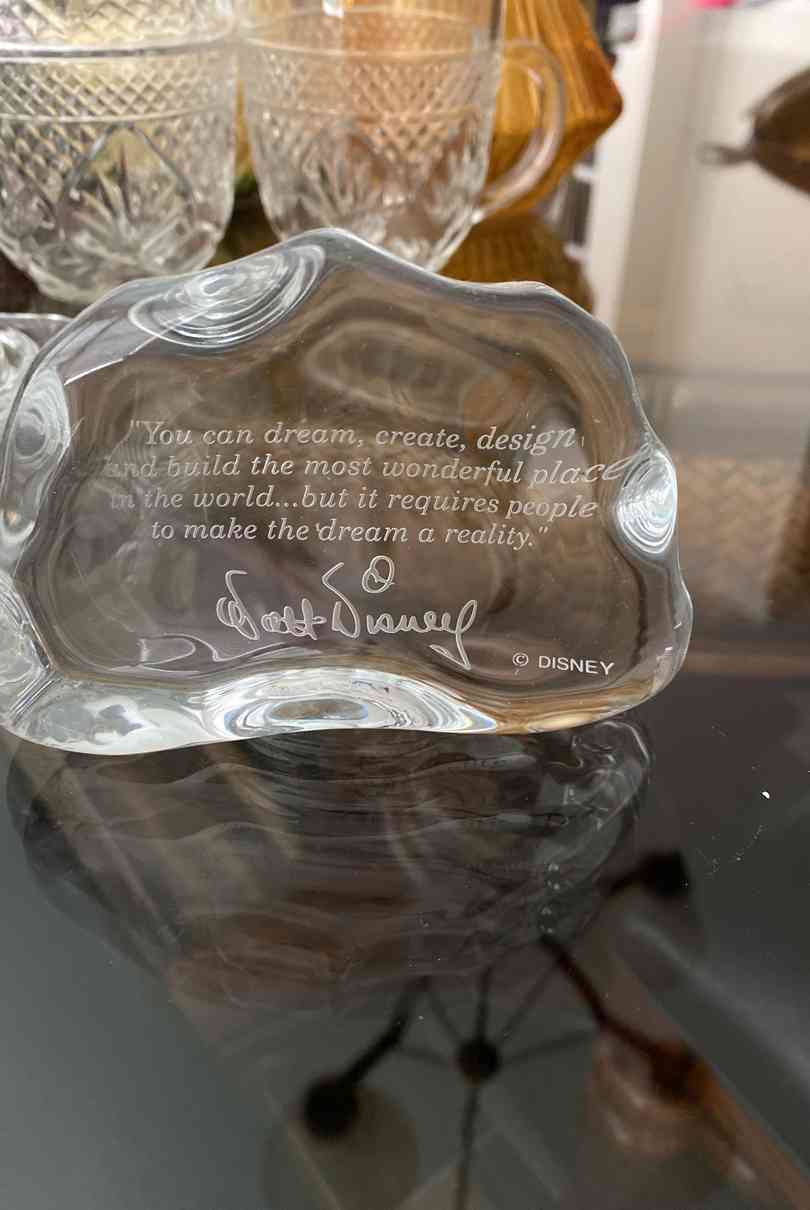 "You can dream, create, design,
and build the most wonderful place
in the world...but it requires people
to make the dream a reality."
Walt Disney
© DISNEY